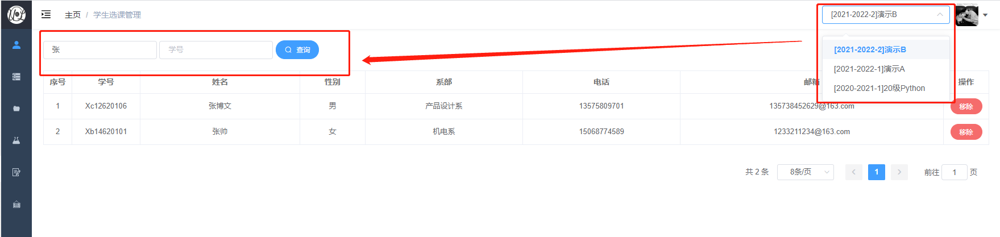 主页 / 学生选课管理
[2021-2022-2]演示B
[2021-2022-2]演示B
[2021-2022-1]演示A
[2020-2021-1]20级Python
张 学号 查询
序号 学号 姓名 性别 系部 电话 邮箱 操作
1 Xc12620106 张博文 男 产品设计系 13575809701 135738452629@163.com 移除
2 Xb14620101 张帅 女 机电系 15068774589 1233211234@163.com 移除
共 2 条 8条/页 1 前往 1 页